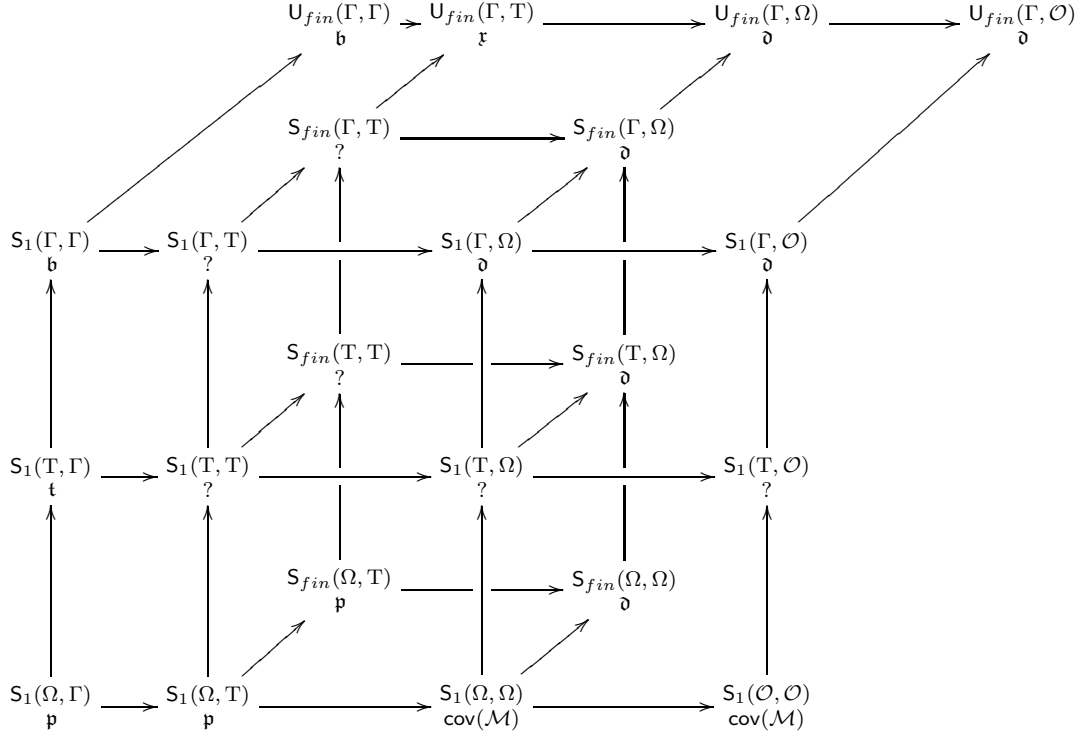 U_fin(Γ, Γ) U_fin(Γ, T) U_fin(Γ, Ω) U_fin(Γ, 𝒪)
𝔟 𝔵 𝔡 𝔡
S_fin(Γ, T) S_fin(Γ, Ω)
? 𝔡
S_1(Γ, Γ) S_1(Γ, T) S_1(Γ, Ω) S_1(Γ, 𝒪)
𝔟 ? 𝔡 𝔡
S_fin(T, T) S_fin(T, Ω)
? 𝔡
S_1(T, Γ) S_1(T, T) S_1(T, Ω) S_1(T, 𝒪)
𝔱 ? ? ?
S_fin(Ω, T) S_fin(Ω, Ω)
𝔭 𝔡
S_1(Ω, Γ) S_1(Ω, T) S_1(Ω, Ω) S_1(𝒪, 𝒪)
𝔭 𝔭 cov(ℳ) cov(ℳ)